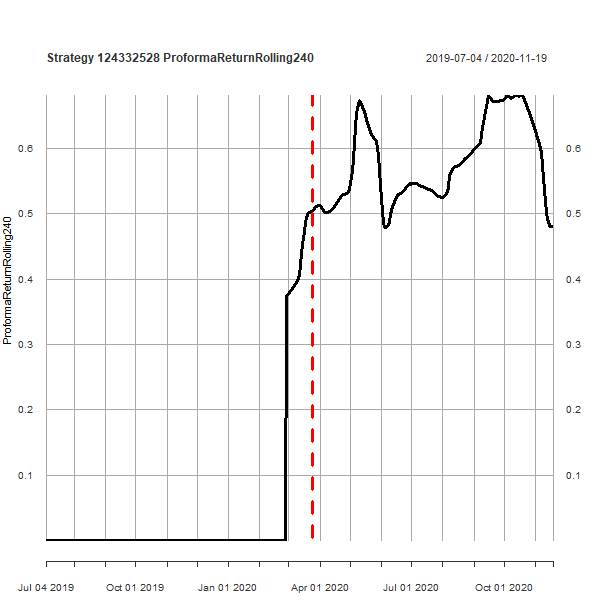 Strategy 124332528 ProformaReturnRolling240
2019-07-04 / 2020-11-19
ProformaReturnRolling240
0.6
0.5
0.4
0.3
0.2
0.1
0.6
0.5
0.4
0.3
0.2
0.1
Jul 04 2019
Oct 01 2019
Jan 01 2020
Apr 01 2020
Jul 01 2020
Oct 01 2020